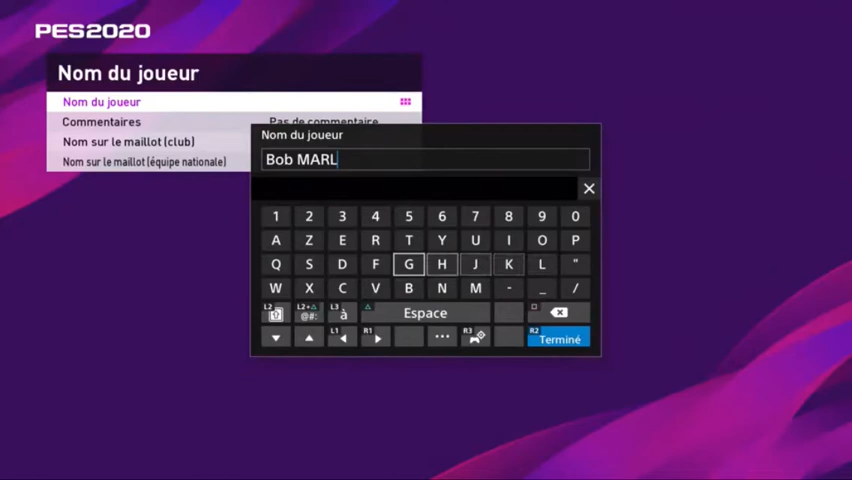 PES2020
Nom du joueur
Nom du joueur
Commentaires
Pas de commentaire
Nom sur le maillot (club)
Nom sur le maillot (équipe nationale)
Nom du joueur
Bob MARL
1 2 3 4 5 6 7 8 9 0
A Z E R T Y U I O P
Q S D F G H J K L "
W X C V B N M - _ /
L2 L2+△ @#: L3 à △ Espace □
L1 R1 ... R3 R2 Terminé